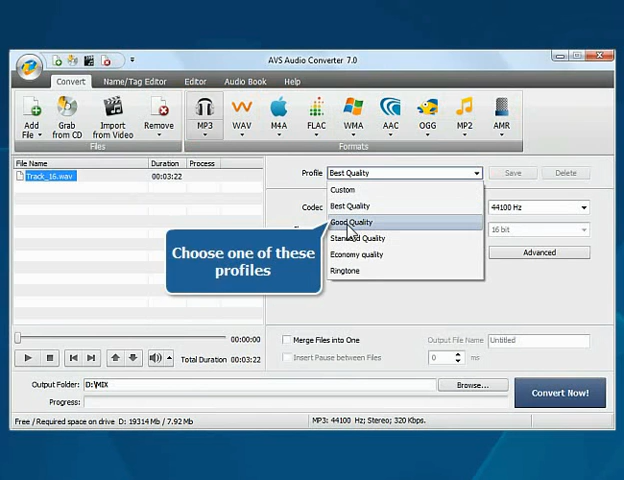 AVS Audio Converter 7.0
Convert Name/Tag Editor Editor Audio Book Help
Add File Grab from CD Import from Video Remove MP3 WAV M4A FLAC WMA AAC OGG MP2 AMR
Files Formats
File Name Duration Process
Track_16.wav 00:03:22
Profile Best Quality Save Delete
Custom
Best Quality
Codec 44100 Hz
Good Quality
16 bit
Standard Quality
Economy quality Advanced
Ringtone
Choose one of these
profiles
00:00:00
Merge Files into One Output File Name Untitled
Total Duration 00:03:22 Insert Pause between Files 0 ms
Output Folder: D:\MIX Browse...
Convert Now!
Progress:
Free / Required space on drive D: 19314 Mb / 7.92 Mb MP3: 44100 Hz; Stereo; 320 Kbps.